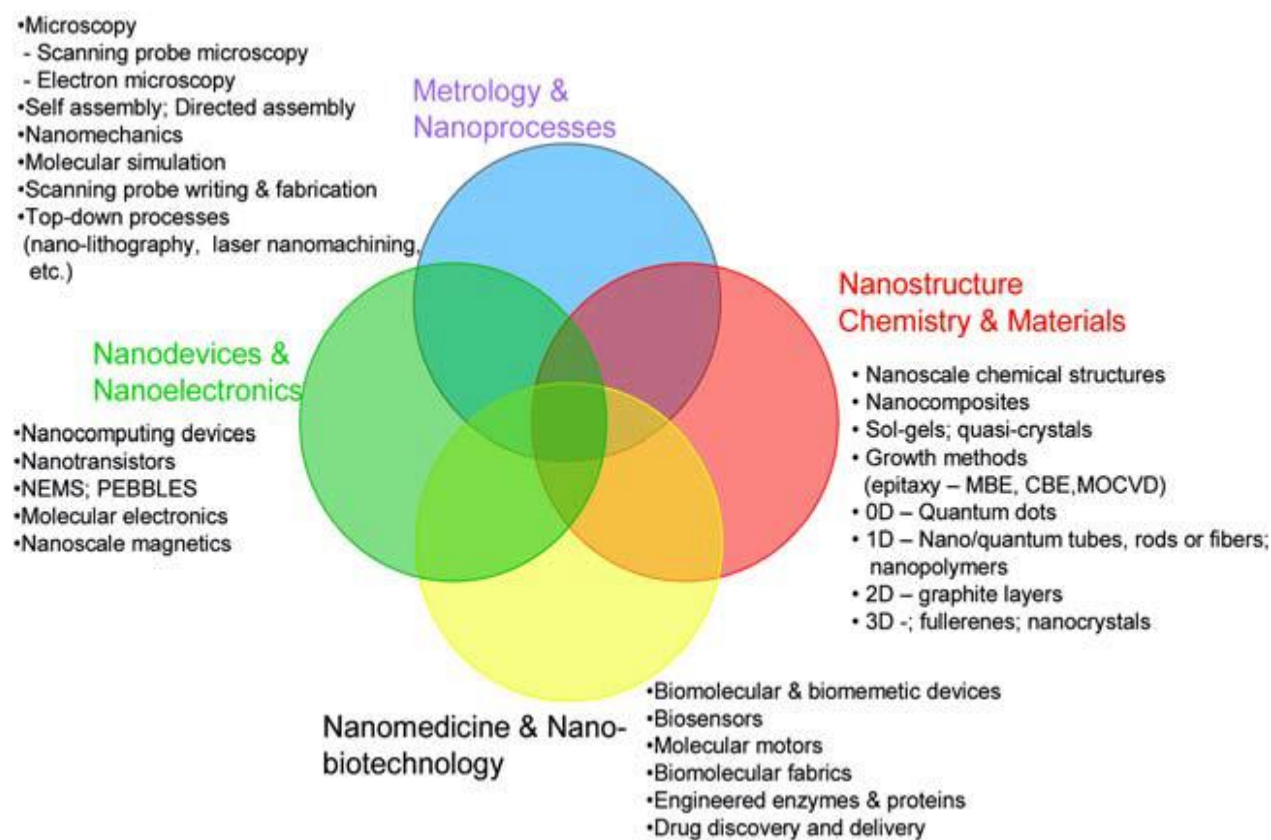 •Microscopy
- Scanning probe microscopy
- Electron microscopy
•Self assembly; Directed assembly
•Nanomechanics
•Molecular simulation
•Scanning probe writing & fabrication
•Top-down processes
(nano-lithography, laser nanomachining,
etc.)
Metrology &
Nanoprocesses
Nanostructure
Chemistry & Materials
• Nanoscale chemical structures
• Nanocomposites
• Sol-gels; quasi-crystals
• Growth methods
(epitaxy – MBE, CBE,MOCVD)
• 0D – Quantum dots
• 1D – Nano/quantum tubes, rods or fibers;
nanopolymers
• 2D – graphite layers
• 3D -; fullerenes; nanocrystals
Nanodevices &
Nanoelectronics
•Nanocomputing devices
•Nanotransistors
•NEMS; PEBBLES
•Molecular electronics
•Nanoscale magnetics
Nanomedicine & Nano-
biotechnology
•Biomolecular & biomemetic devices
•Biosensors
•Molecular motors
•Biomolecular fabrics
•Engineered enzymes & proteins
•Drug discovery and delivery